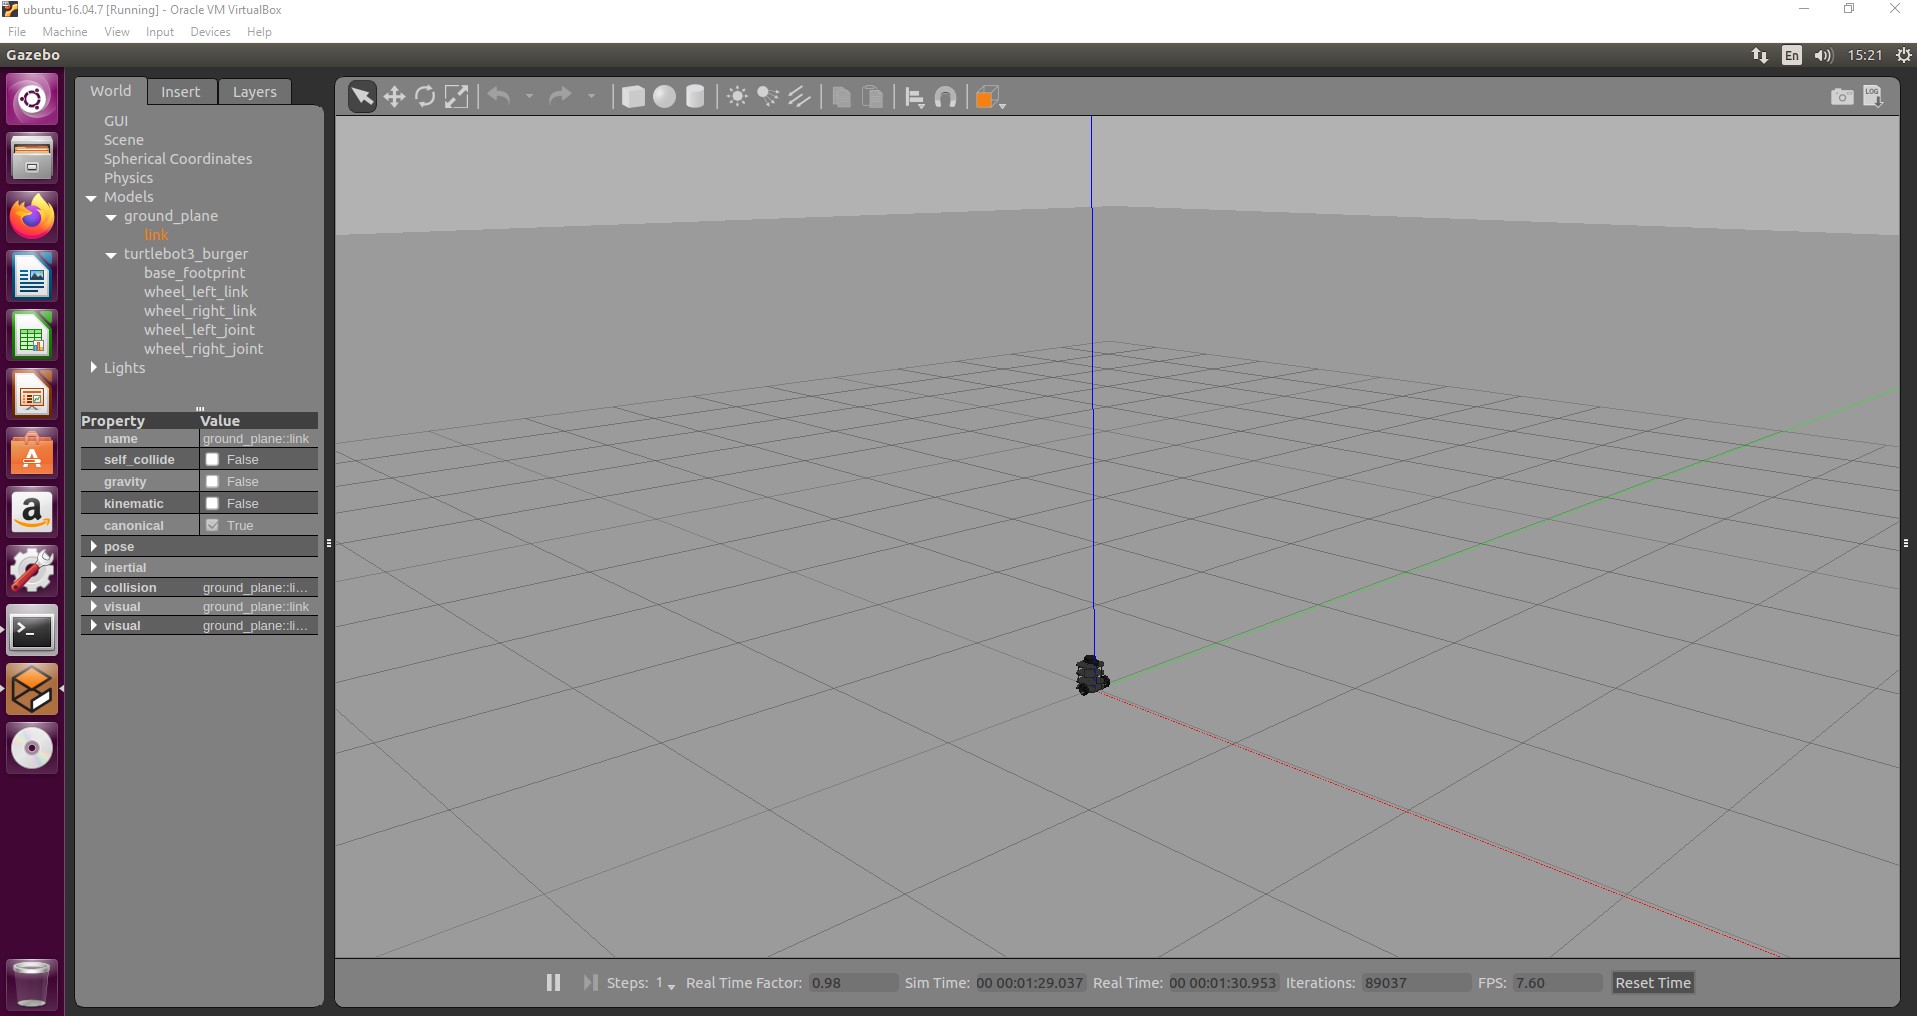 ubuntu-16.04.7 [Running] - Oracle VM VirtualBox
File Machine View Input Devices Help
Gazebo
En 15:21
World Insert Layers
LOG
GUI
Scene
Spherical Coordinates
Physics
Models
ground_plane
link
turtlebot3_burger
base_footprint
wheel_left_link
wheel_right_link
wheel_left_joint
wheel_right_joint
Lights
Property Value
name ground_plane::link
self_collide False
gravity False
kinematic False
canonical True
pose
inertial
collision ground_plane::li...
visual ground_plane::link
visual ground_plane::li...
Steps: 1 Real Time Factor: 0.98 Sim Time: 00 00:01:29.037 Real Time: 00 00:01:30.953 Iterations: 89037 FPS: 7.60 Reset Time